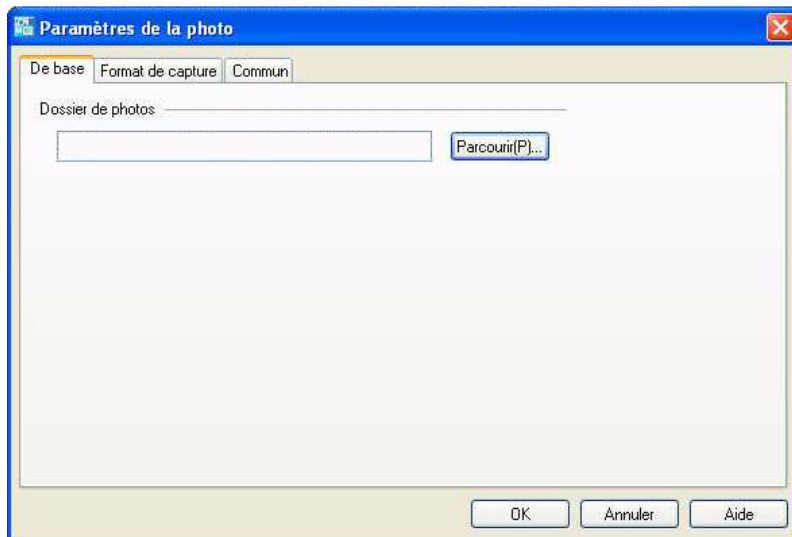 Paramètres de la photo
De base Format de capture Commun
Dossier de photos
Parcourir(P)...
OK Annuler Aide